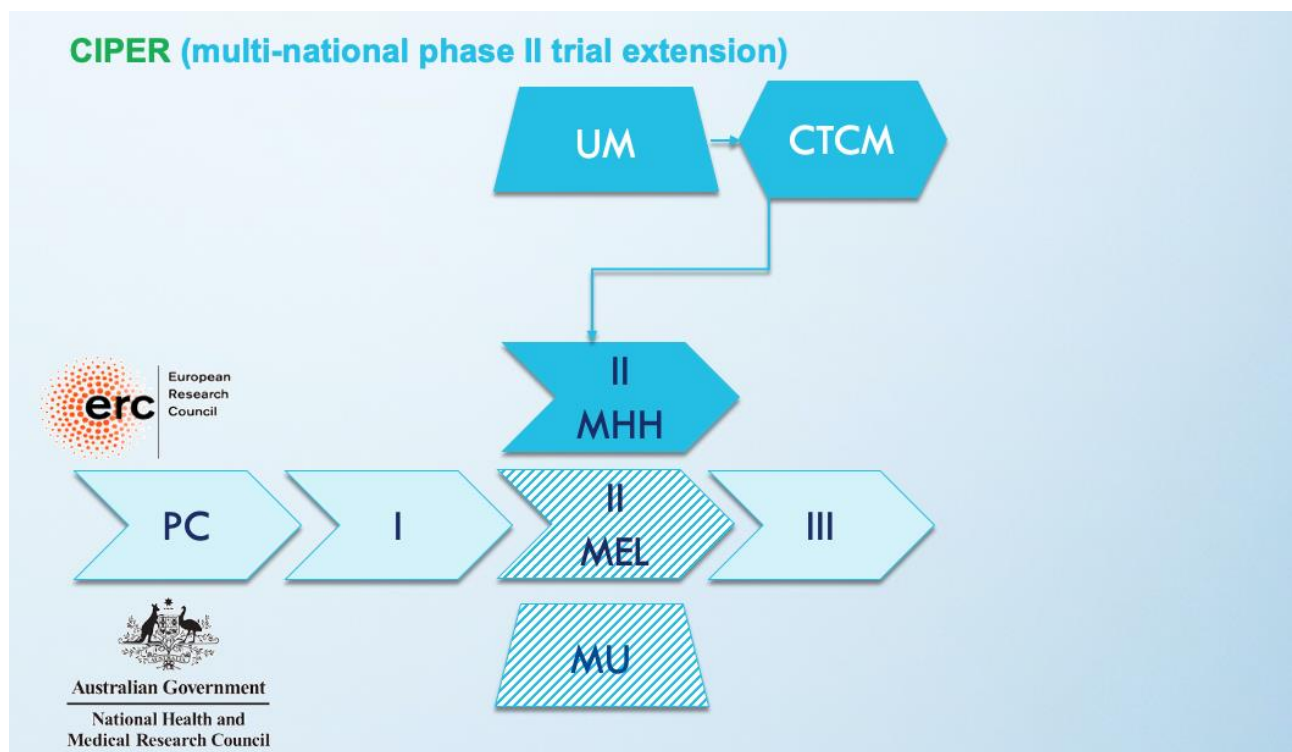 CIPER (multi-national phase II trial extension)
UM
CTCM
II
MHH
erc
European
Research
Council
PC
I
II
MEL
III
MU
Australian Government
National Health and
Medical Research Council